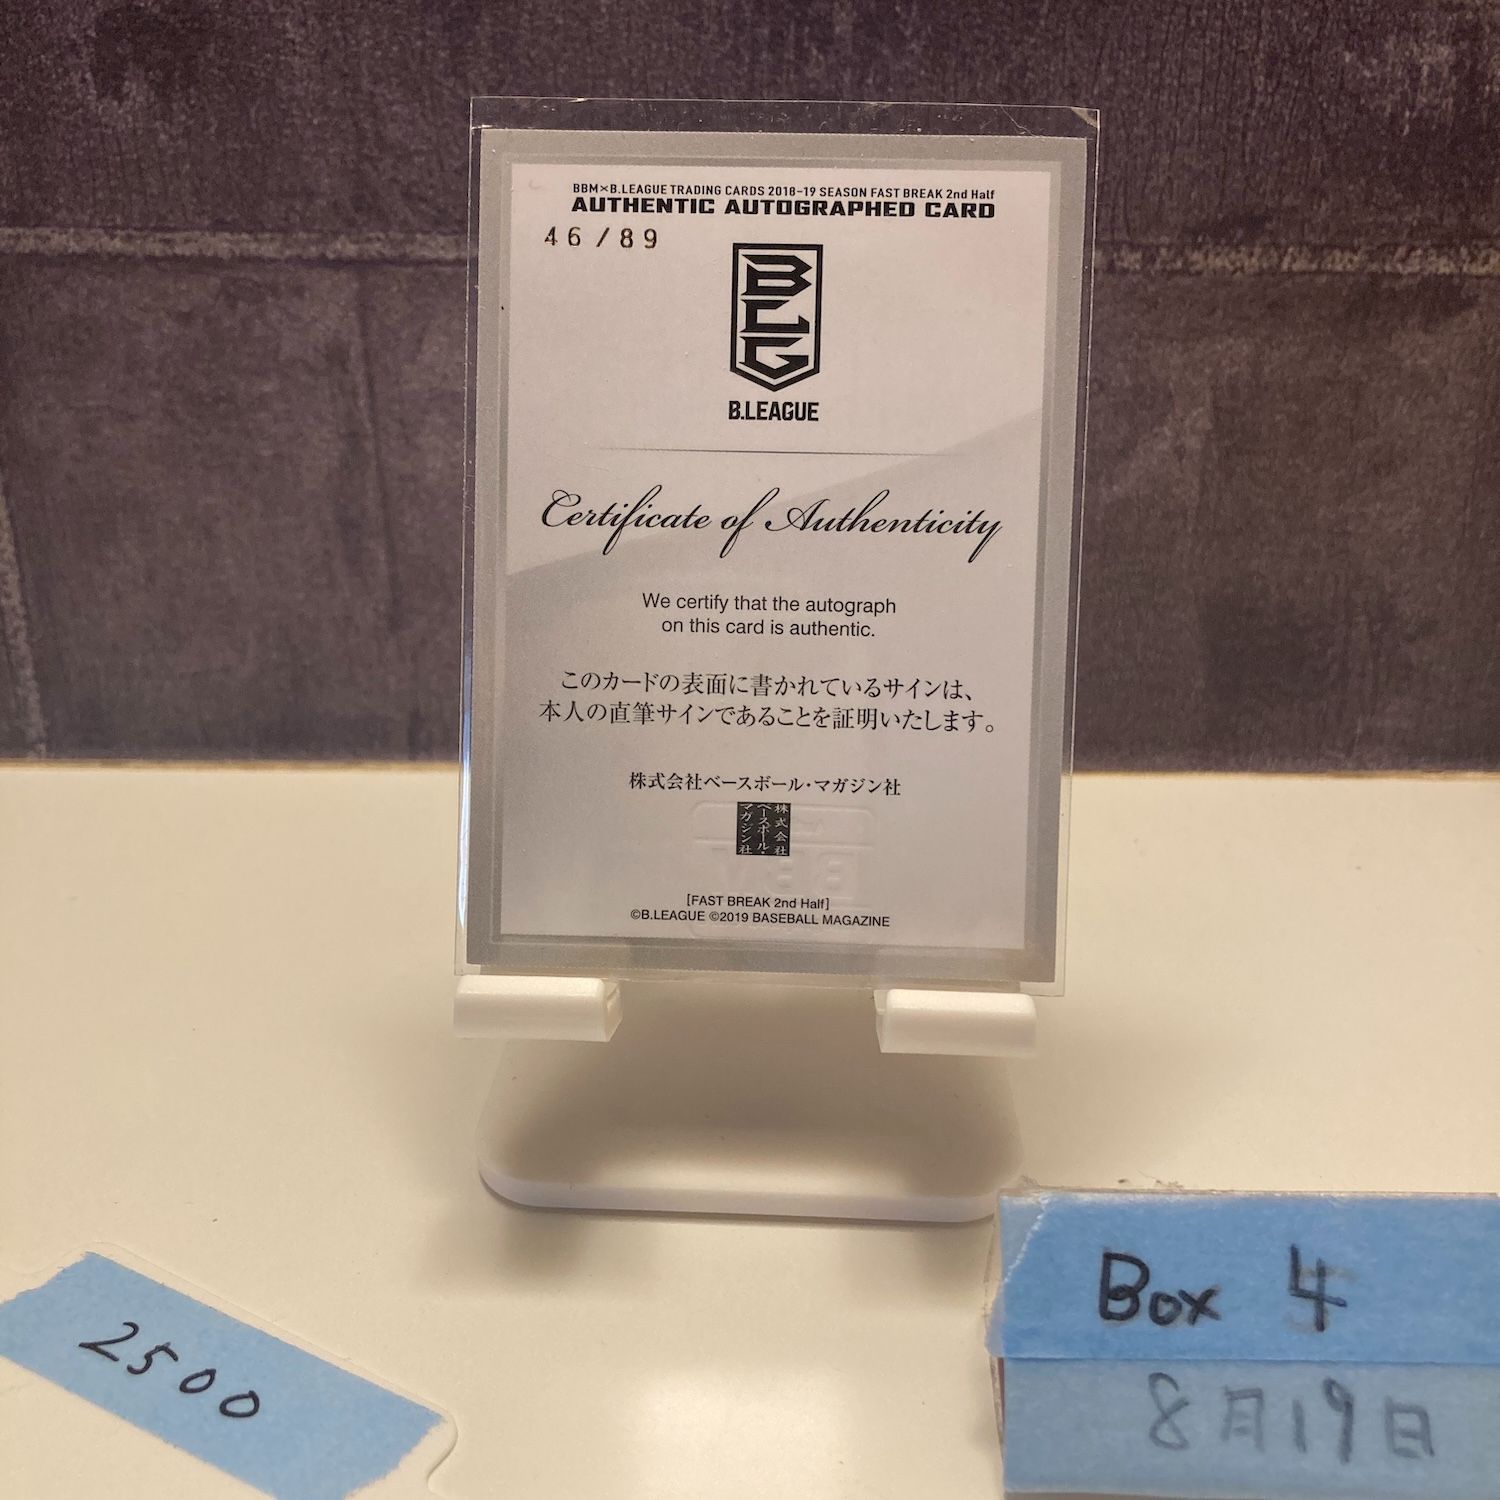 BBM×B.LEAGUE TRADING CARDS 2018-19 SEASON FAST BREAK 2nd Half
AUTHENTIC AUTOGRAPHED CARD
46/89
BLG
B.LEAGUE
Certificate of Authenticity
We certify that the autograph
on this card is authentic.
このカードの表面に書かれているサインは、
本人の直筆サインであることを証明いたします。
株式会社ベースボール・マガジン社
株式会社
ベースボール・
マガジン社
[FAST BREAK 2nd Half]
©B.LEAGUE ©2019 BASEBALL MAGAZINE
2500
Box 4
8月19日